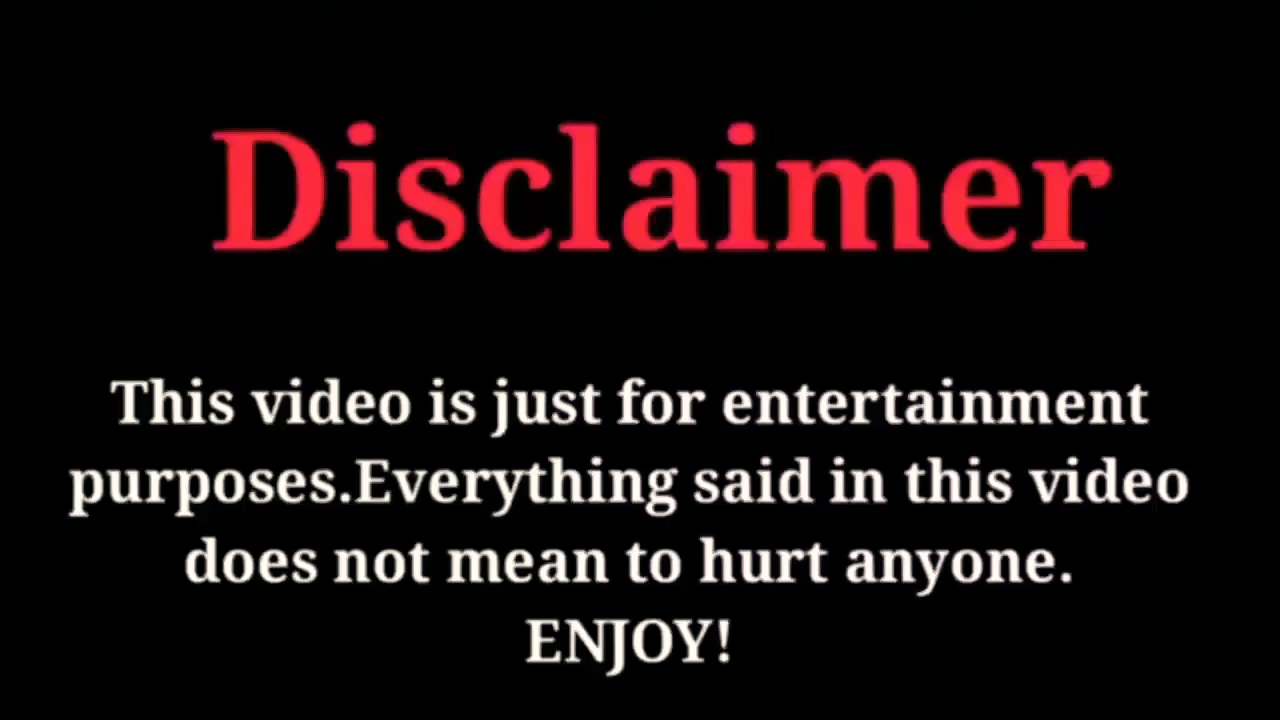 Disclaimer
This video is just for entertainment
purposes.Everything said in this video
does not mean to hurt anyone.
ENJOY!